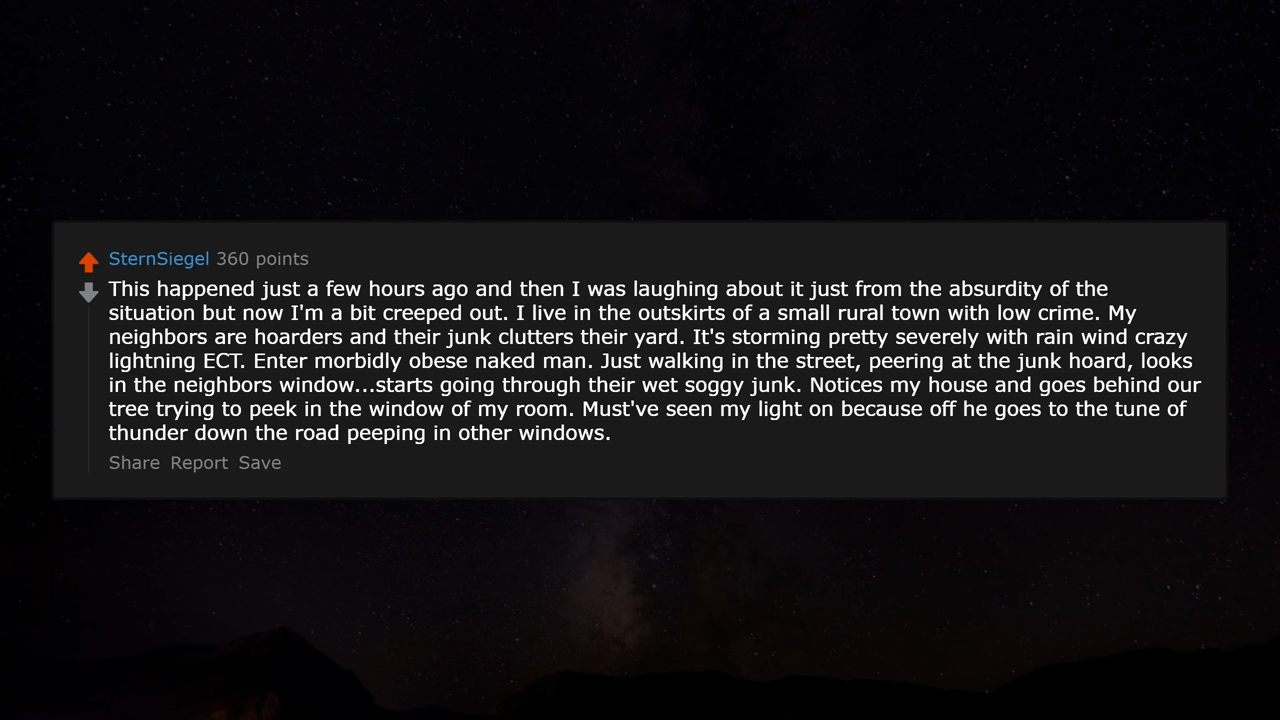 SternSiegel 360 points
This happened just a few hours ago and then I was laughing about it just from the absurdity of the
situation but now I'm a bit creeped out. I live in the outskirts of a small rural town with low crime. My
neighbors are hoarders and their junk clutters their yard. It's storming pretty severely with rain wind crazy
lightning ECT. Enter morbidly obese naked man. Just walking in the street, peering at the junk hoard, looks
in the neighbors window...starts going through their wet soggy junk. Notices my house and goes behind our
tree trying to peek in the window of my room. Must've seen my light on because off he goes to the tune of
thunder down the road peeping in other windows.
Share Report Save